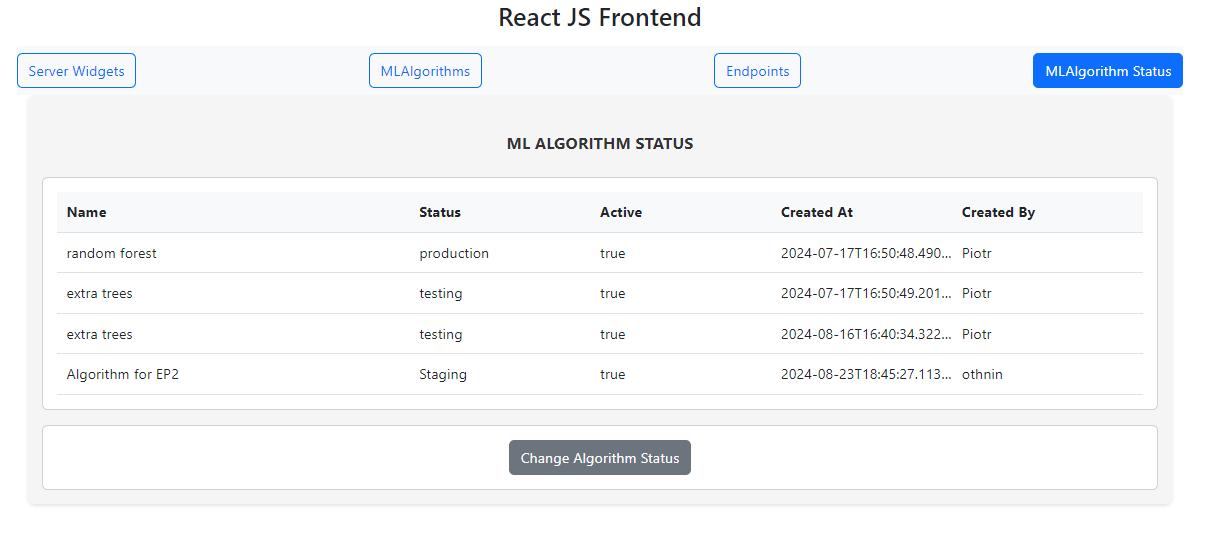 React JS Frontend
Server Widgets MLAlgorithms Endpoints MLAlgorithm Status
ML ALGORITHM STATUS
Name Status Active Created At Created By
random forest production true 2024-07-17T16:50:48.490... Piotr
extra trees testing true 2024-07-17T16:50:49.201... Piotr
extra trees testing true 2024-08-16T16:40:34.322... Piotr
Algorithm for EP2 Staging true 2024-08-23T18:45:27.113... othnin
Change Algorithm Status